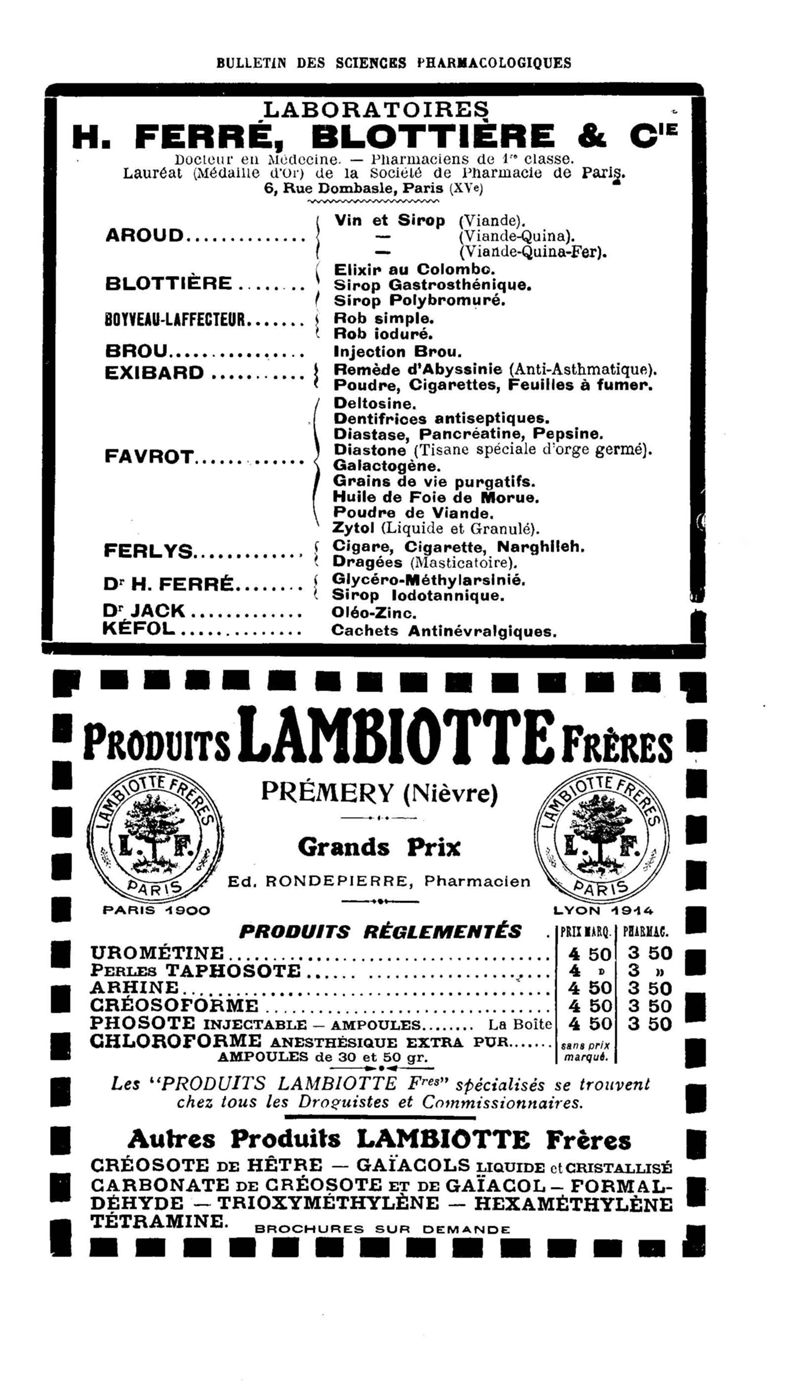 BULLETIN DES SCIENCES PHARMACOLOGIQUES
LABORATOIRES
H. FERRÉ, BLOTTIÈRE & CIE
Docteur en Médecine. — Pharmaciens de 1re classe.
Lauréat (Médaille d'Or) de la Société de Pharmacie de Paris.
6, Rue Dombasle, Paris (XVe)
AROUD.............. Vin et Sirop (Viande).
— (Viande-Quina).
— (Viande-Quina-Fer).
BLOTTIÈRE ........ Elixir au Colombo.
Sirop Gastrosthénique.
Sirop Polybromuré.
BOYVEAU-LAFFECTEUR....... Rob simple.
Rob ioduré.
BROU................ Injection Brou.
EXIBARD ........... Remède d'Abyssinie (Anti-Asthmatique).
Poudre, Cigarettes, Feuilles à fumer.
FAVROT............. Deltosine.
Dentifrices antiseptiques.
Diastase, Pancréatine, Pepsine.
Diastone (Tisane spéciale d'orge germé).
Galactogène.
Grains de vie purgatifs.
Huile de Foie de Morue.
Poudre de Viande.
Zytol (Liquide et Granulé).
FERLYS............. Cigare, Cigarette, Narghileh.
Dragées (Masticatoire).
Dr H. FERRÉ........ Glycéro-Méthylarsinié.
Sirop Iodotannique.
Dr JACK ............. Oléo-Zinc.
KÉFOL............... Cachets Antinévralgiques.
PRODUITS LAMBIOTTE FRÈRES
PRÉMERY (Nièvre)
Grands Prix
Ed. RONDEPIERRE, Pharmacien
LAMBIOTTE FRÈRES
L. F.
PARIS
PARIS 1900
LAMBIOTTE FRÈRES
L. F.
PARIS
LYON 1914
PRODUITS RÉGLEMENTÉS . PRIX MARQ. PHARMAC.
UROMÉTINE.......................... 4 50 3 50
PERLES TAPHOSOTE .................. 4 » 3 »
ARHINE............................. 4 50 3 50
CRÉOSOFORME ....................... 4 50 3 50
PHOSOTE INJECTABLE — AMPOULES........ La Boîte 4 50 3 50
CHLOROFORME ANESTHÉSIQUE EXTRA PUR....... sans prix
AMPOULES de 30 et 50 gr. marqué.
Les "PRODUITS LAMBIOTTE Fres" spécialisés se trouvent
chez tous les Droguistes et Commissionnaires.
Autres Produits LAMBIOTTE Frères
CRÉOSOTE DE HÊTRE — GAÏACOLS LIQUIDE et CRISTALLISÉ
CARBONATE DE CRÉOSOTE ET DE GAÏACOL — FORMAL-
DÉHYDE — TRIOXYMÉTHYLÈNE — HEXAMÉTHYLÈNE
TÉTRAMINE. BROCHURES SUR DEMANDE